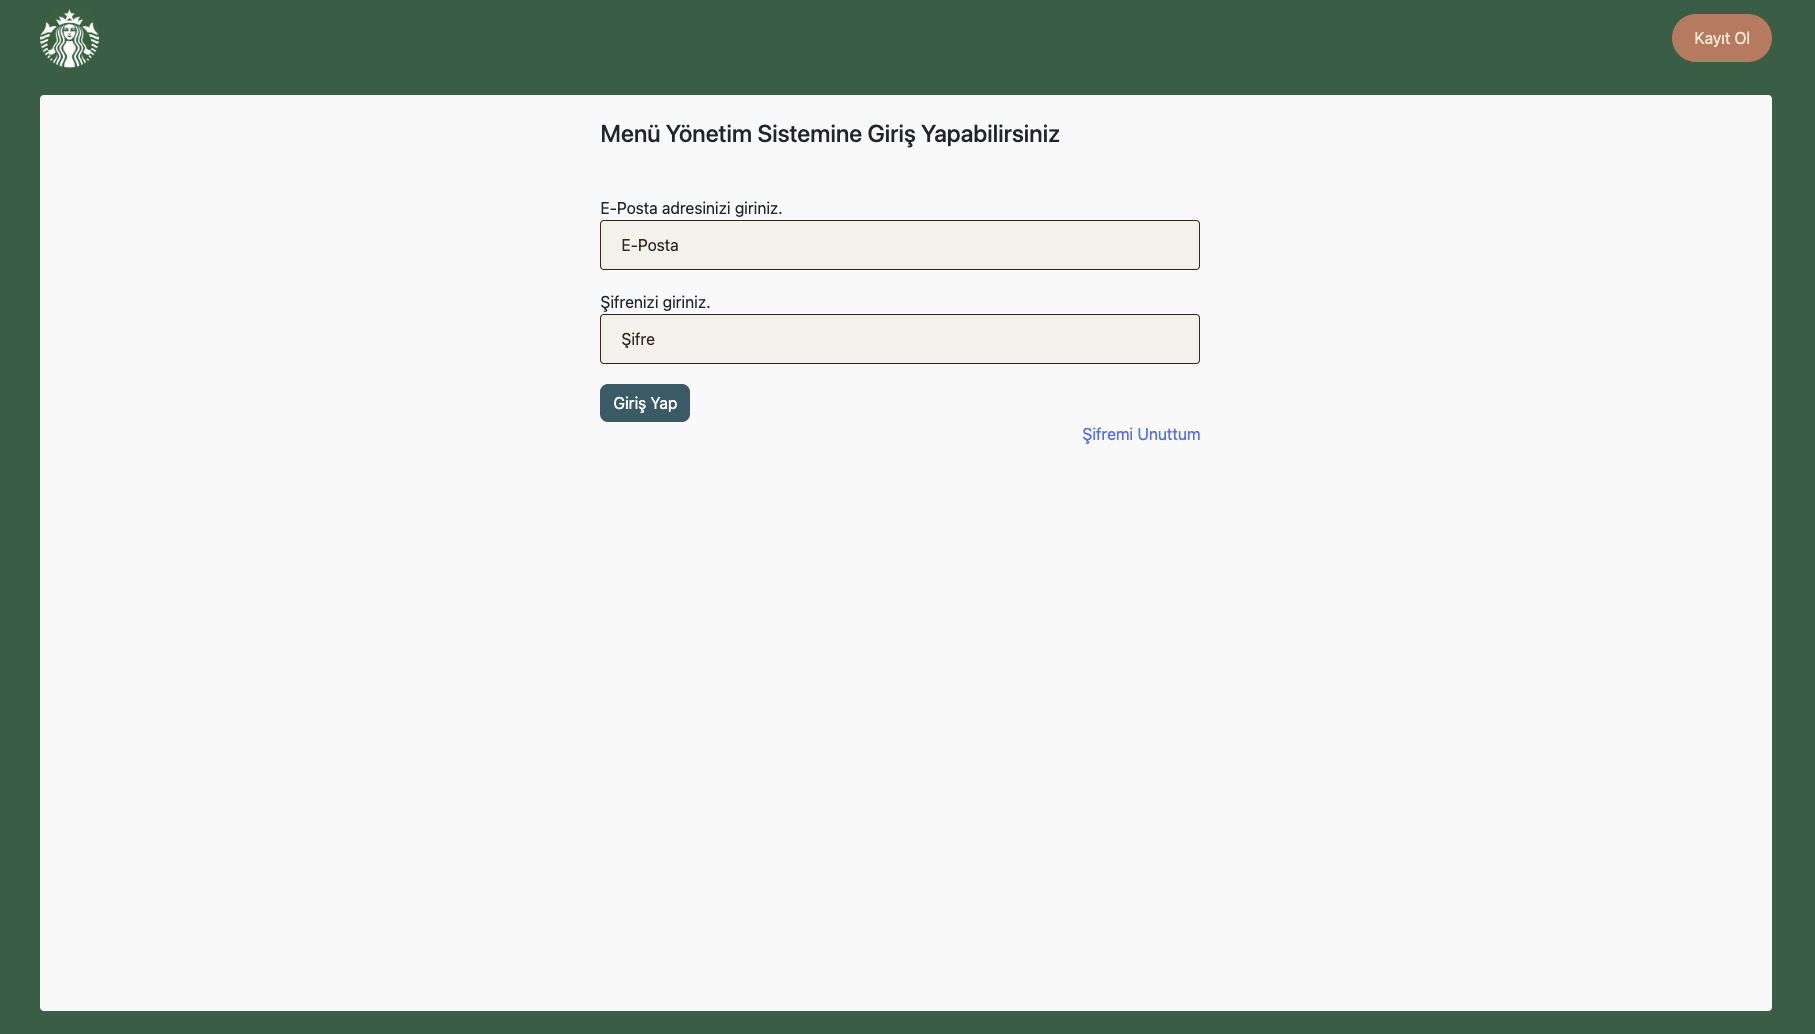 Kayıt Ol
Menü Yönetim Sistemine Giriş Yapabilirsiniz
E-Posta adresinizi giriniz.
E-Posta
Şifrenizi giriniz.
Şifre
Giriş Yap
Şifremi Unuttum